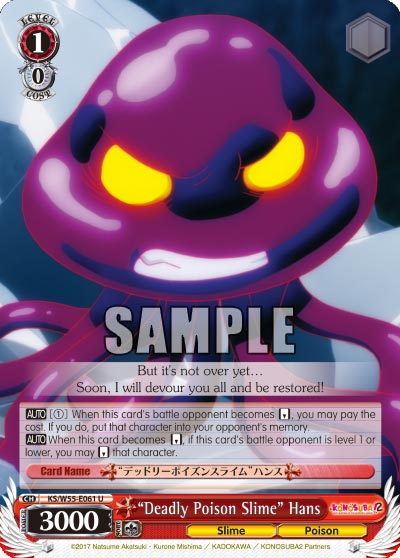 LEVEL
1
0
COST
SAMPLE
But it's not over yet…
Soon, I will devour you all and be restored!
AUTO [①] When this card's battle opponent becomes [▼], you may pay the
cost. If you do, put that character into your opponent's memory.
AUTO When this card becomes [▼], if this card's battle opponent is level 1 or
lower, you may [▼] that character.
Card Name “デッドリーポイズンスライム”ハンス
CH KS/W55-E061 U
POWER 3000
“Deadly Poison Slime” Hans
KONOSUBA 2
Slime Poison
©2017 Natsume Akatsuki・Kurone Mishima / KADOKAWA / KONOSUBA2 Partners